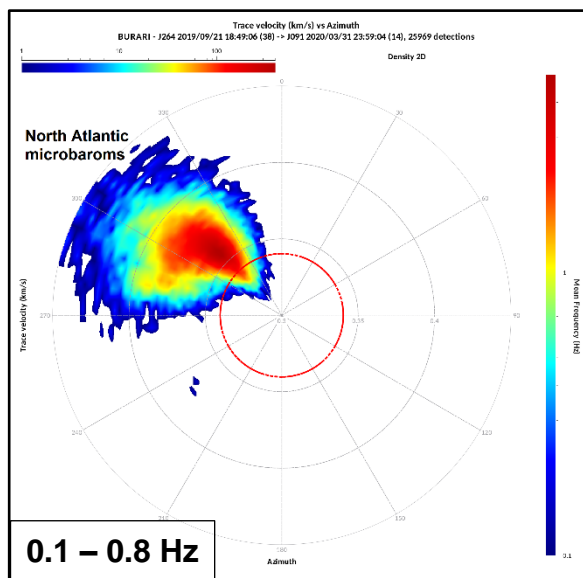 Trace velocity (km/s) vs Azimuth
BURARI - J264 2019/09/21 18:49:06 (38) -> J091 2020/03/31 23:59:04 (14), 25969 detections
Density 2D
1 10 100
0
330 30
North Atlantic
microbaroms
300 60
Trace velocity (km/s)
270 0.3 0.35 0.4 90
1
Mean Frequency (Hz)
240 120
210 150
0.1
180
Azimuth
0.1 – 0.8 Hz